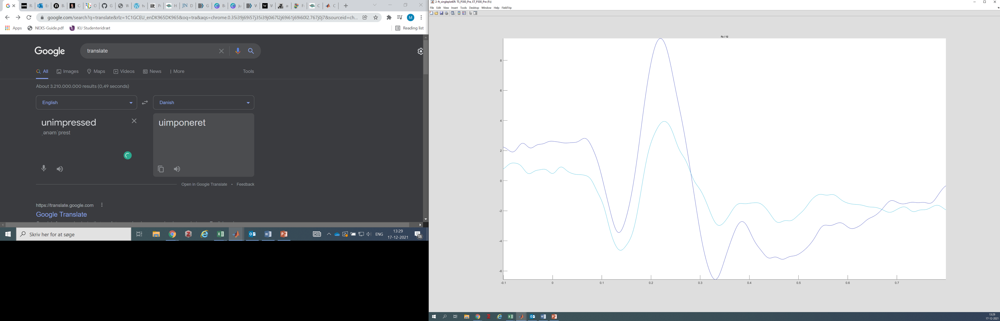 R
E
B
C
O
G
W
tv
P
H
D
G
B
ju
W
W
a
F
C
C
google.com/search?q=translate&rlz=1C1GCEU_enDK965DK965&oq=tra&aqs=chrome.0.35i39j69i57j35i39j0i67l2j69i61j69i60l2.767j0j7&sourceid=ch...
M
Apps
NEXS-Guide.pdf
KU Studenteridræt
Reading list
Google
translate
All
Images
Maps
Videos
News
More
Tools
About 3.210.000.000 results (0,49 seconds)
English
Danish
unimpressed
uimponeret
ˌənəmˈprest
Open in Google Translate • Feedback
https://translate.google.com
Google Translate
Skriv her for at søge
ENG
13:29
17-12-2021
18
2: ft_singleplotER: TS_P300_Pre, ET_P300_Pre (Fz)
File Edit View Insert Tools Desktop Window Help FieldTrip
Fz / 12
8
6
4
2
0
-2
-4
-6
-0.1 0 0.1 0.2 0.3 0.4 0.5 0.6 0.7
13:29
17-12-2021